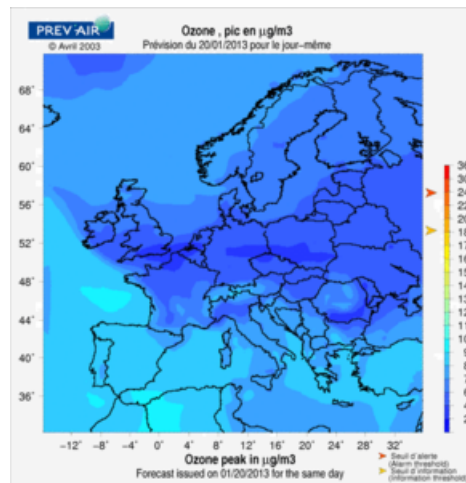 PREV'AIR
© Avril 2003
Ozone , pic en µg/m3
Prévision du 20/01/2013 pour le jour-même
68°
64°
60°
56°
52°
48°
44°
40°
36°
-12° -8° -4° 0° 4° 8° 12° 16° 20° 24° 28° 32°
Ozone peak in µg/m3
Forecast issued on 01/20/2013 for the same day
Seuil d'alerte
(Alarm threshold)
Seuil d'information
(Information threshold)